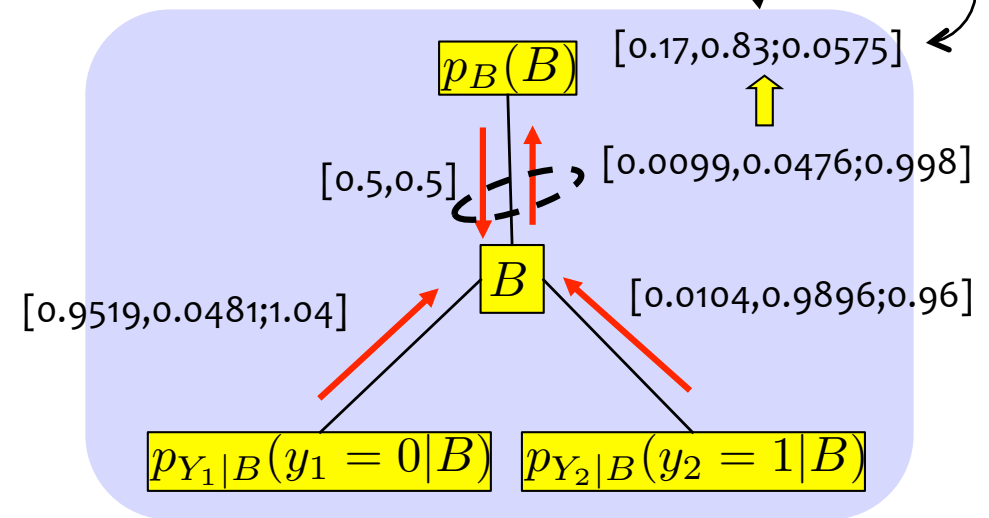 p_B(B)
[0.17,0.83;0.0575]
[0.5,0.5]
[0.0099,0.0476;0.998]
B
[0.9519,0.0481;1.04]
[0.0104,0.9896;0.96]
p_{Y_1|B}(y_1 = 0|B)
p_{Y_2|B}(y_2 = 1|B)